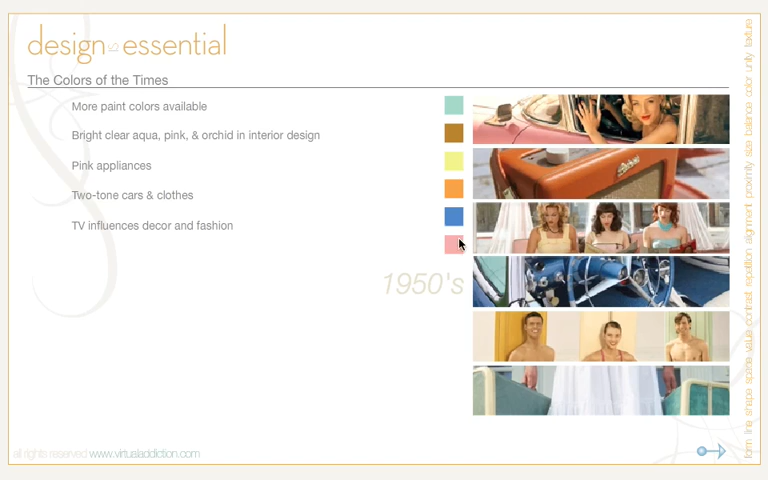 design is essential
The Colors of the Times
More paint colors available
Bright clear aqua, pink, & orchid in interior design
Pink appliances
Two-tone cars & clothes
TV influences decor and fashion
1950's
all rights reserved www.virtualaddiction.com
form line shape space value contrast repetition alignment proximity size balance color unity texture